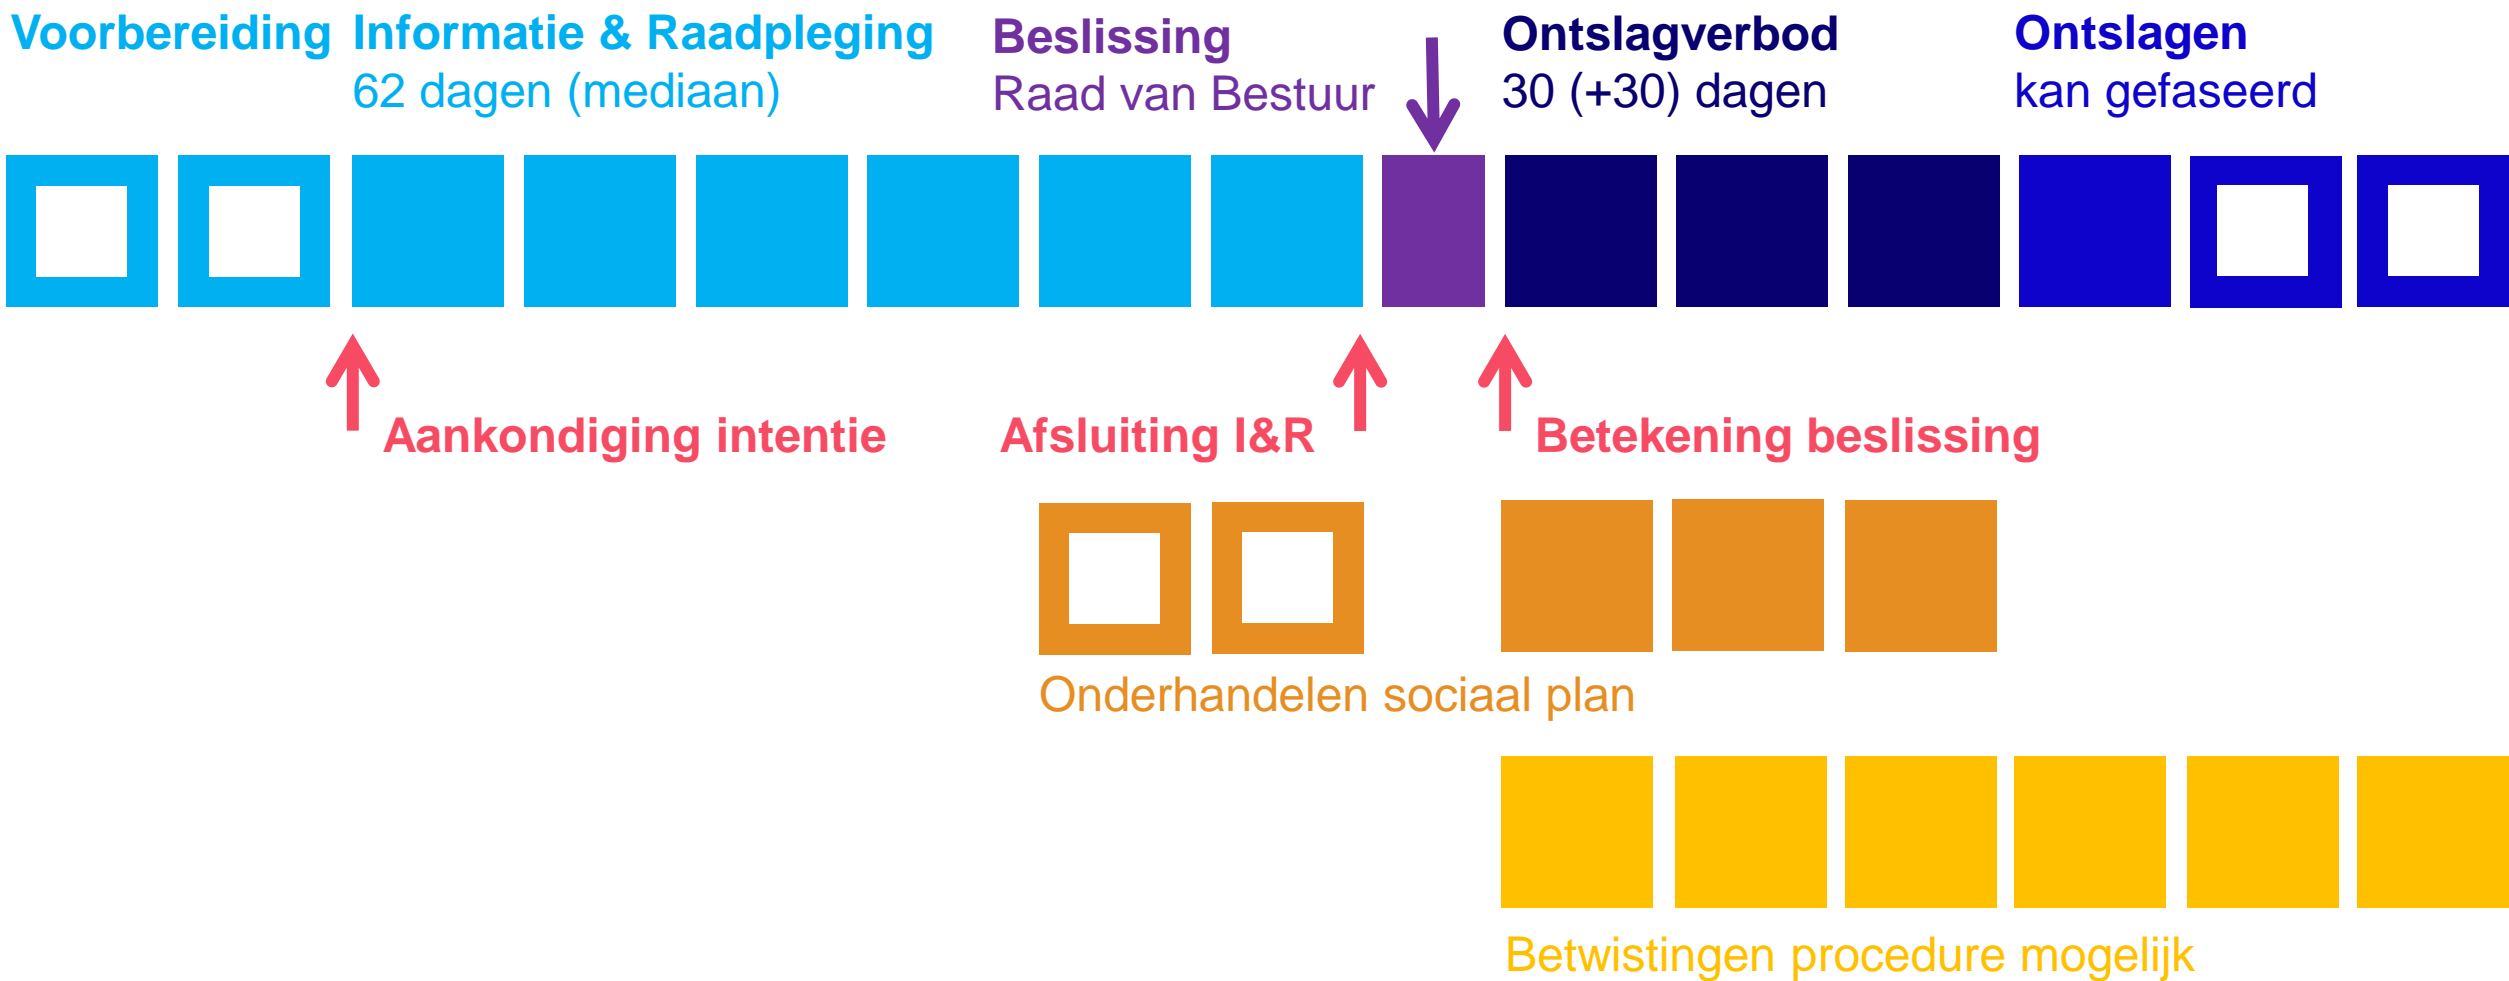 Voorbereiding
Informatie & Raadpleging
62 dagen (mediaan)
Beslissing
Raad van Bestuur
Ontslagverbod
30 (+30) dagen
Ontslagen
kan gefaseerd
Aankondiging intentie
Afsluiting I&R
Betekening beslissing
Onderhandelen sociaal plan
Betwistingen procedure mogelijk